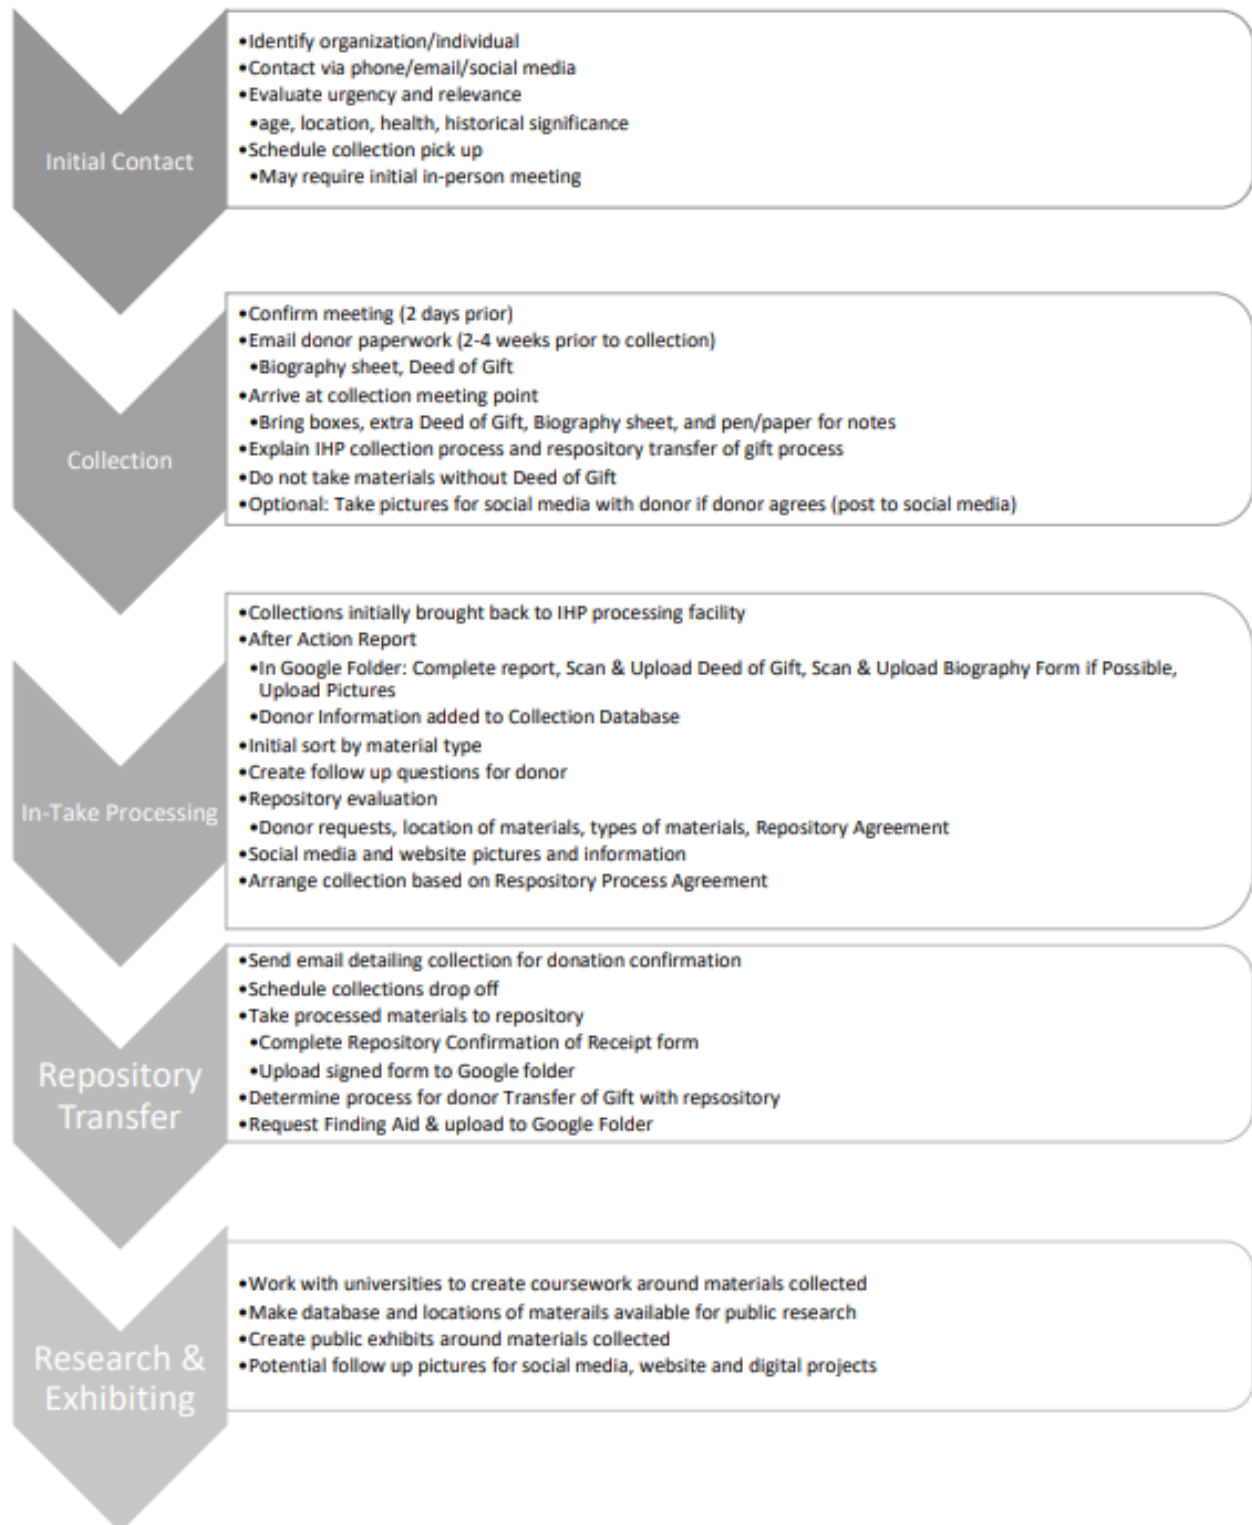 Initial Contact
•Identify organization/individual
•Contact via phone/email/social media
•Evaluate urgency and relevance
•age, location, health, historical significance
•Schedule collection pick up
•May require initial in-person meeting
Collection
•Confirm meeting (2 days prior)
•Email donor paperwork (2-4 weeks prior to collection)
•Biography sheet, Deed of Gift
•Arrive at collection meeting point
•Bring boxes, extra Deed of Gift, Biography sheet, and pen/paper for notes
•Explain IHP collection process and respository transfer of gift process
•Do not take materials without Deed of Gift
•Optional: Take pictures for social media with donor if donor agrees (post to social media)
In-Take Processing
•Collections initially brought back to IHP processing facility
•After Action Report
•In Google Folder: Complete report, Scan & Upload Deed of Gift, Scan & Upload Biography Form if Possible,
Upload Pictures
•Donor Information added to Collection Database
•Initial sort by material type
•Create follow up questions for donor
•Repository evaluation
•Donor requests, location of materials, types of materials, Repository Agreement
•Social media and website pictures and information
•Arrange collection based on Respository Process Agreement
Repository
Transfer
•Send email detailing collection for donation confirmation
•Schedule collections drop off
•Take processed materials to repository
•Complete Repository Confirmation of Receipt form
•Upload signed form to Google folder
•Determine process for donor Transfer of Gift with repsository
•Request Finding Aid & upload to Google Folder
Research &
Exhibiting
•Work with universities to create coursework around materials collected
•Make database and locations of materails available for public research
•Create public exhibits around materials collected
•Potential follow up pictures for social media, website and digital projects